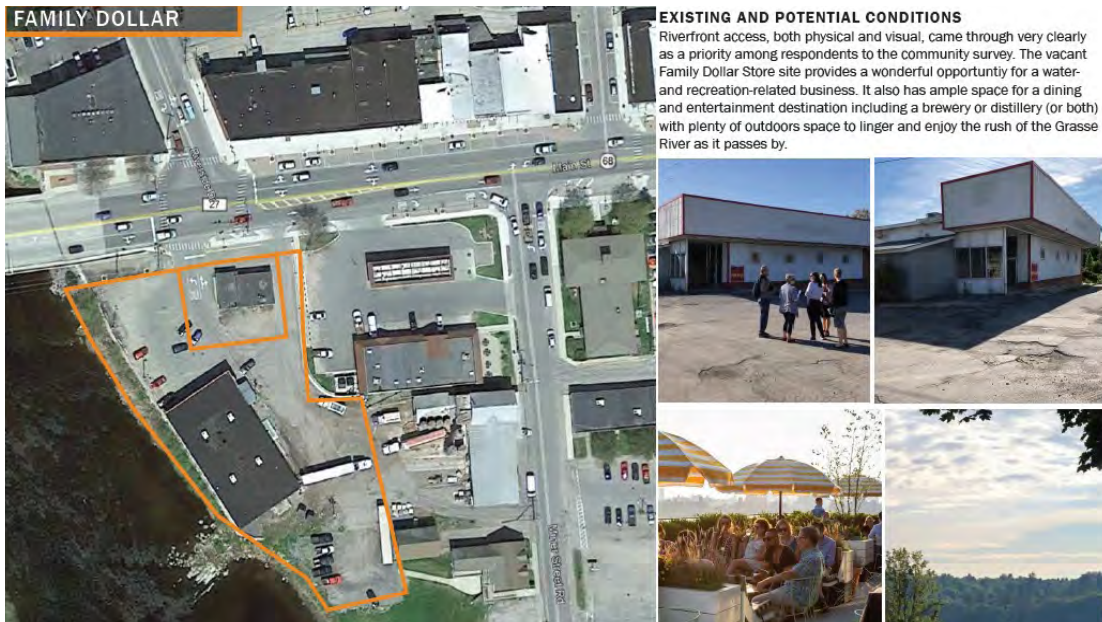 FAMILY DOLLAR
EXISTING AND POTENTIAL CONDITIONS
Riverfront access, both physical and visual, came through very clearly
as a priority among respondents to the community survey. The vacant
Family Dollar Store site provides a wonderful opportuntiy for a water-
and recreation-related business. It also has ample space for a dining
and entertainment destination including a brewery or distillery (or both)
with plenty of outdoors space to linger and enjoy the rush of the Grasse
River as it passes by.
Main St
68
27